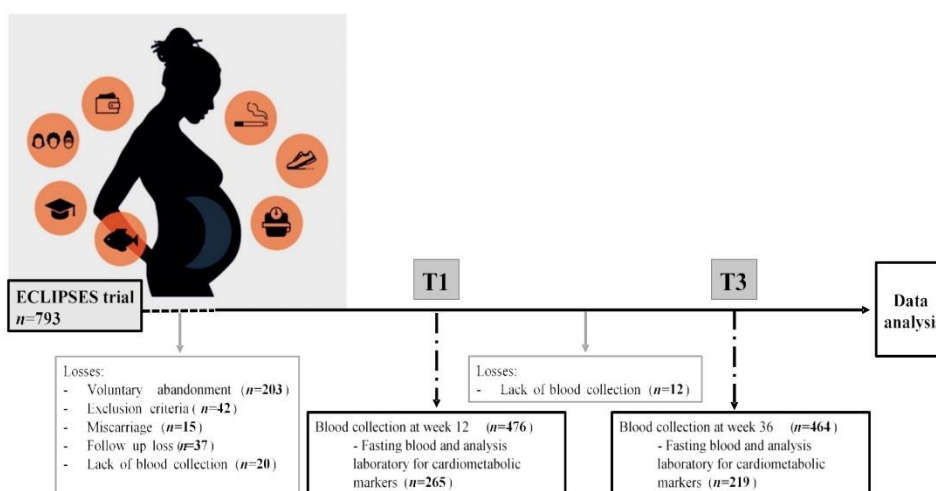 ECLIPSES trial
n=793
T1
T3
Data
analysis
Losses:
- Voluntary abandonment (n=203)
- Exclusion criteria (n=42)
- Miscarriage (n=15)
- Follow up loss (n=37)
- Lack of blood collection (n=20)
Losses:
- Lack of blood collection (n=12)
Blood collection at week 12 (n=476)
- Fasting blood and analysis
laboratory for cardiometabolic
markers (n=265)
Blood collection at week 36 (n=464)
- Fasting blood and analysis
laboratory for cardiometabolic
markers (n=219)